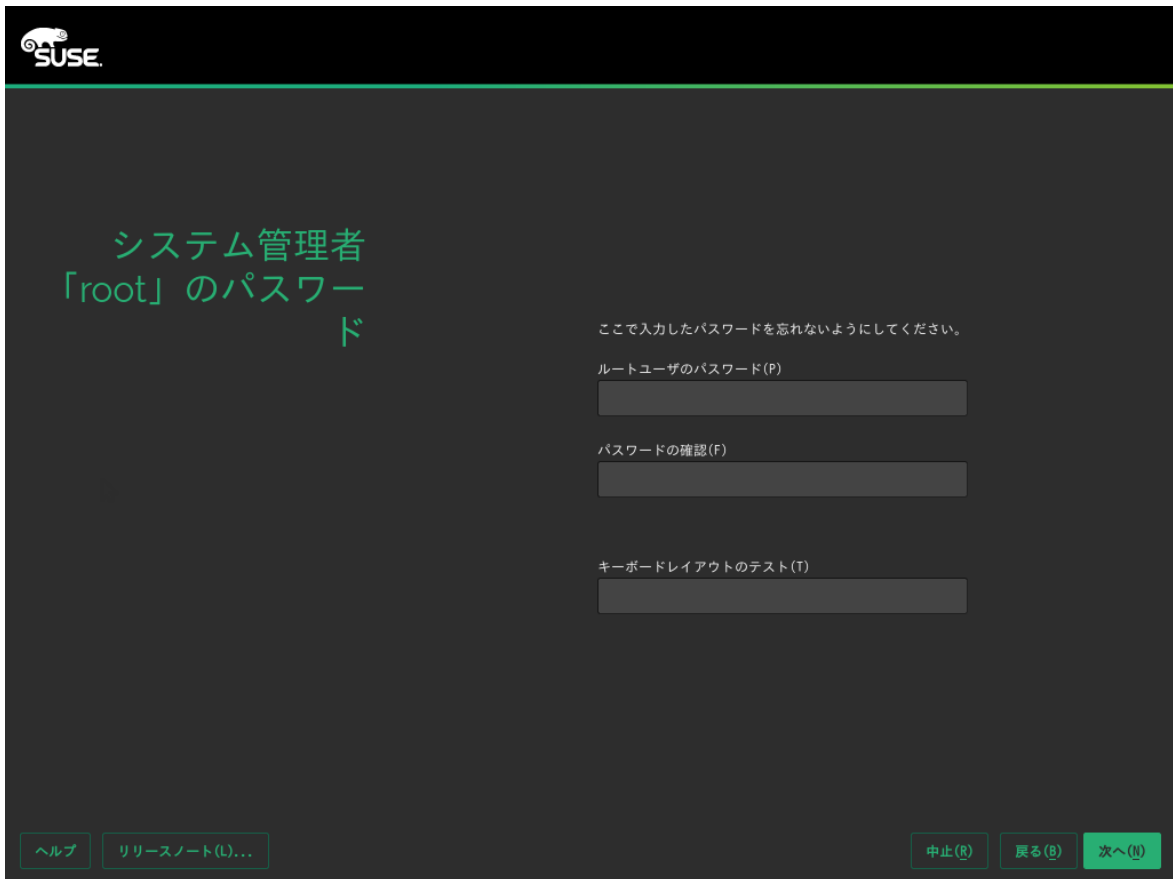 SUSE.
システム管理者
「root」のパスワー
ド
ここで入力したパスワードを忘れないようにしてください。
ルートユーザのパスワード(P)
パスワードの確認(F)
キーボードレイアウトのテスト(T)
ヘルプ
リリースノート(L)...
中止(R)
戻る(B)
次へ(N)